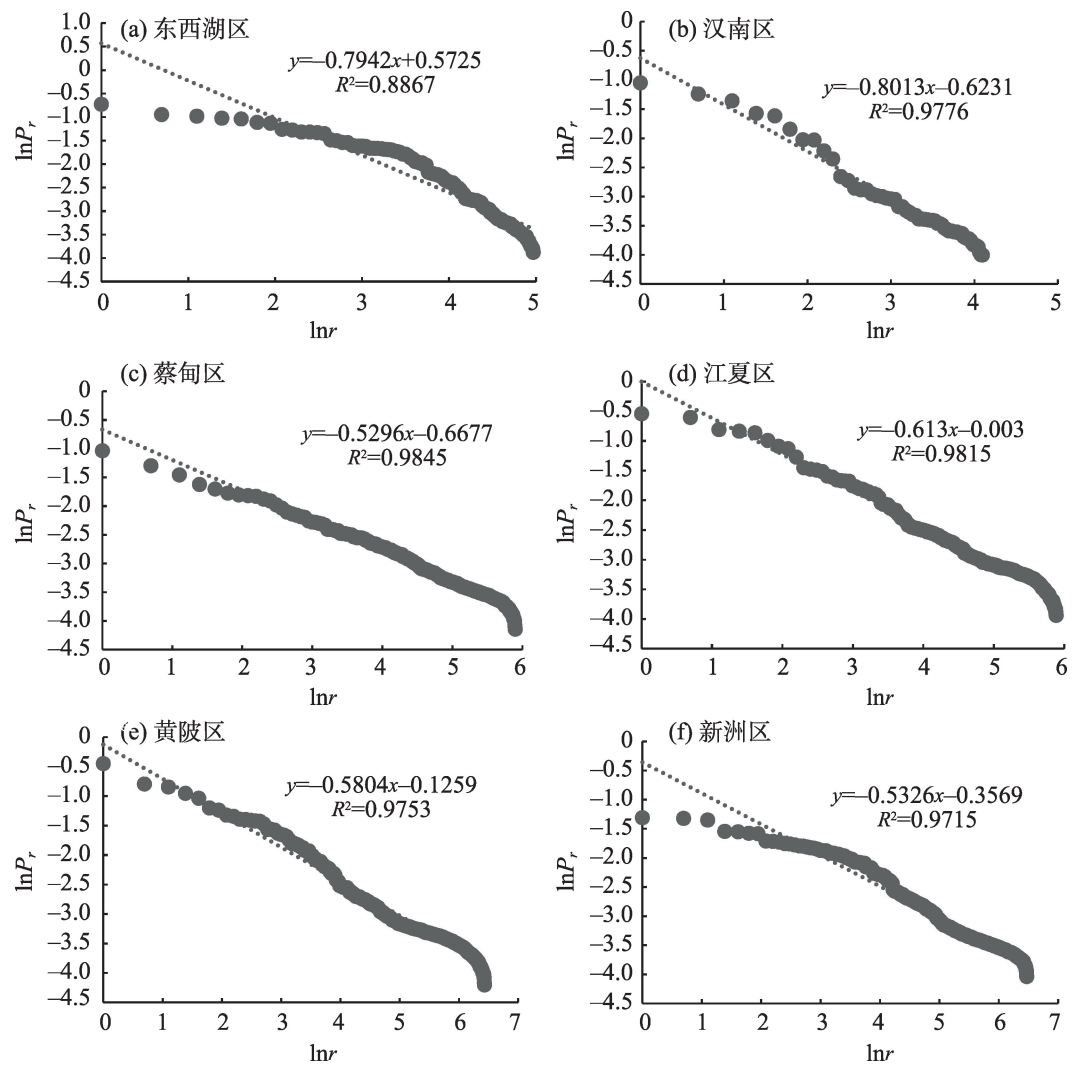 (a) 东西湖区
y=–0.7942x+0.5725
R²=0.8867
1.0
0.5
0
–0.5
–1.0
–1.5
–2.0
–2.5
–3.0
–3.5
–4.0
–4.5
lnPr
0 1 2 3 4 5
lnr
(b) 汉南区
y=–0.8013x–0.6231
R²=0.9776
0
–0.5
–1.0
–1.5
–2.0
–2.5
–3.0
–3.5
–4.0
–4.5
lnPr
0 1 2 3 4 5
lnr
(c) 蔡甸区
y=–0.5296x–0.6677
R²=0.9845
0
–0.5
–1.0
–1.5
–2.0
–2.5
–3.0
–3.5
–4.0
–4.5
lnPr
0 1 2 3 4 5 6
lnr
(d) 江夏区
y=–0.613x–0.003
R²=0.9815
0
–0.5
–1.0
–1.5
–2.0
–2.5
–3.0
–3.5
–4.0
–4.5
lnPr
0 1 2 3 4 5 6
lnr
(e) 黄陂区
y=–0.5804x–0.1259
R²=0.9753
0
–0.5
–1.0
–1.5
–2.0
–2.5
–3.0
–3.5
–4.0
–4.5
lnPr
0 1 2 3 4 5 6 7
lnr
(f) 新洲区
y=–0.5326x–0.3569
R²=0.9715
0
–0.5
–1.0
–1.5
–2.0
–2.5
–3.0
–3.5
–4.0
–4.5
lnPr
0 1 2 3 4 5 6 7
lnr